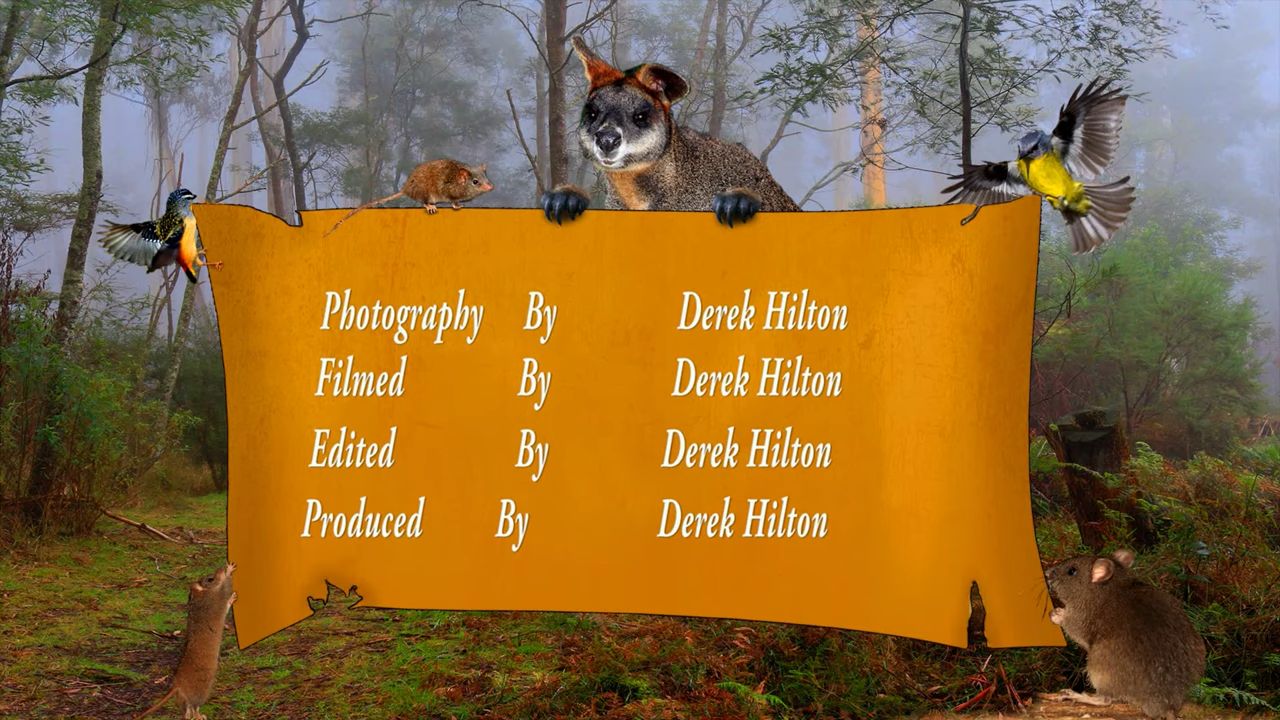 Photography By Derek Hilton
Filmed By Derek Hilton
Edited By Derek Hilton
Produced By Derek Hilton